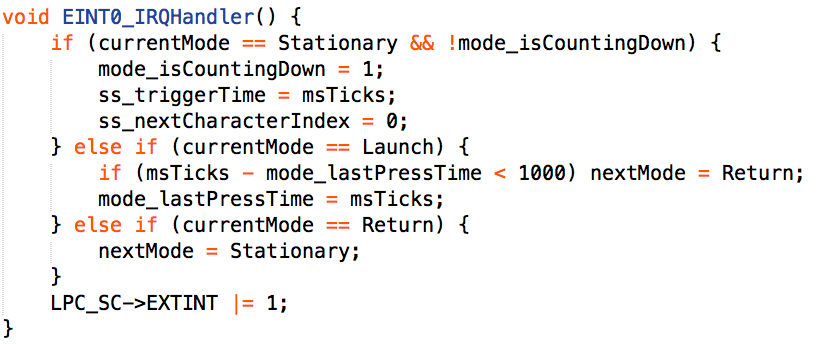 void EINT0_IRQHandler() {
    if (currentMode == Stationary && !mode_isCountingDown) {
        mode_isCountingDown = 1;
        ss_triggerTime = msTicks;
        ss_nextCharacterIndex = 0;
    } else if (currentMode == Launch) {
        if (msTicks - mode_lastPressTime < 1000) nextMode = Return;
        mode_lastPressTime = msTicks;
    } else if (currentMode == Return) {
        nextMode = Stationary;
    }
    LPC_SC->EXTINT |= 1;
}